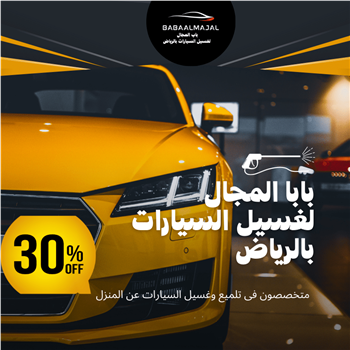 BABAALMAJAL
باب المجال
لغسيل السيارات بالرياض
بابا المجال
لغسيل السيارات
بالرياض
30%
OFF
متخصصون فى تلميع وغسيل السيارات عن المنزل